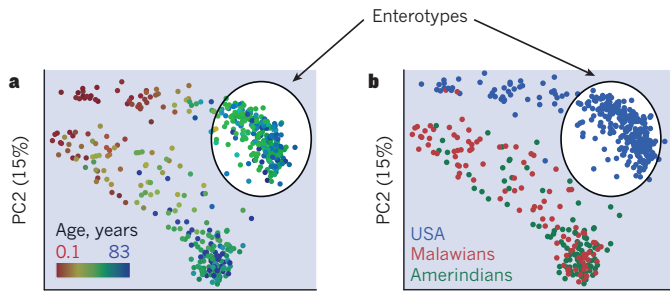 Enterotypes
a
PC2 (15%)
Age, years
0.1 83
b
PC2 (15%)
USA
Malawians
Amerindians